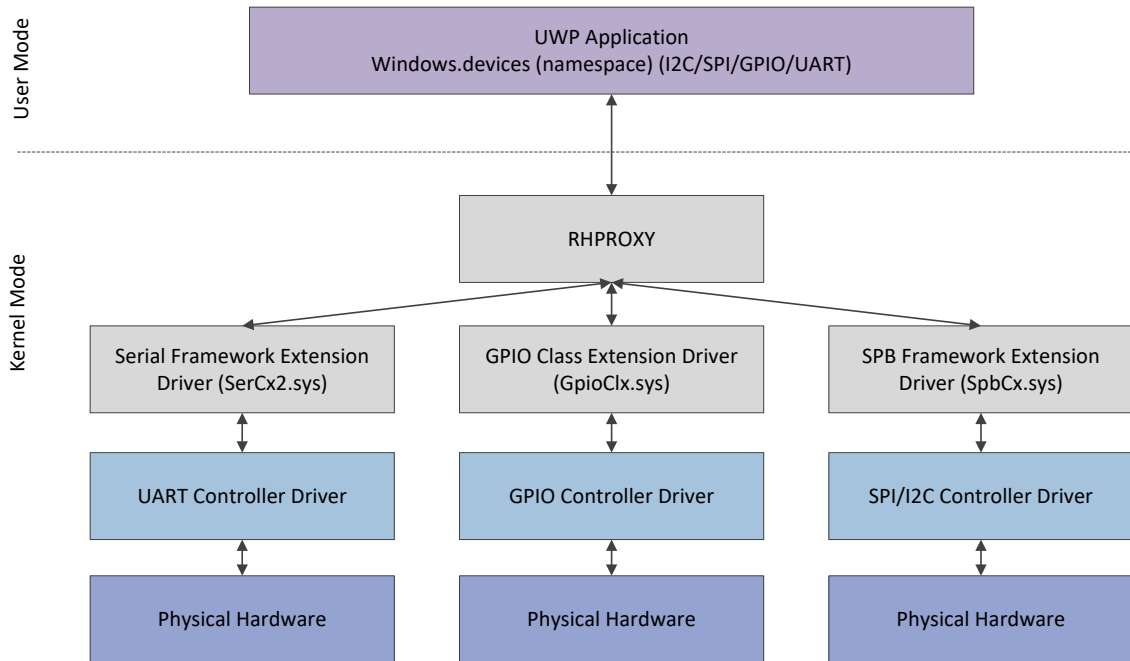 User Mode
UWP Application
Windows.devices (namespace) (I2C/SPI/GPIO/UART)
Kernel Mode
RHPROXY
Serial Framework Extension
Driver (SerCx2.sys)
GPIO Class Extension Driver
(GpioClx.sys)
SPB Framework Extension
Driver (SpbCx.sys)
UART Controller Driver
GPIO Controller Driver
SPI/I2C Controller Driver
Physical Hardware
Physical Hardware
Physical Hardware